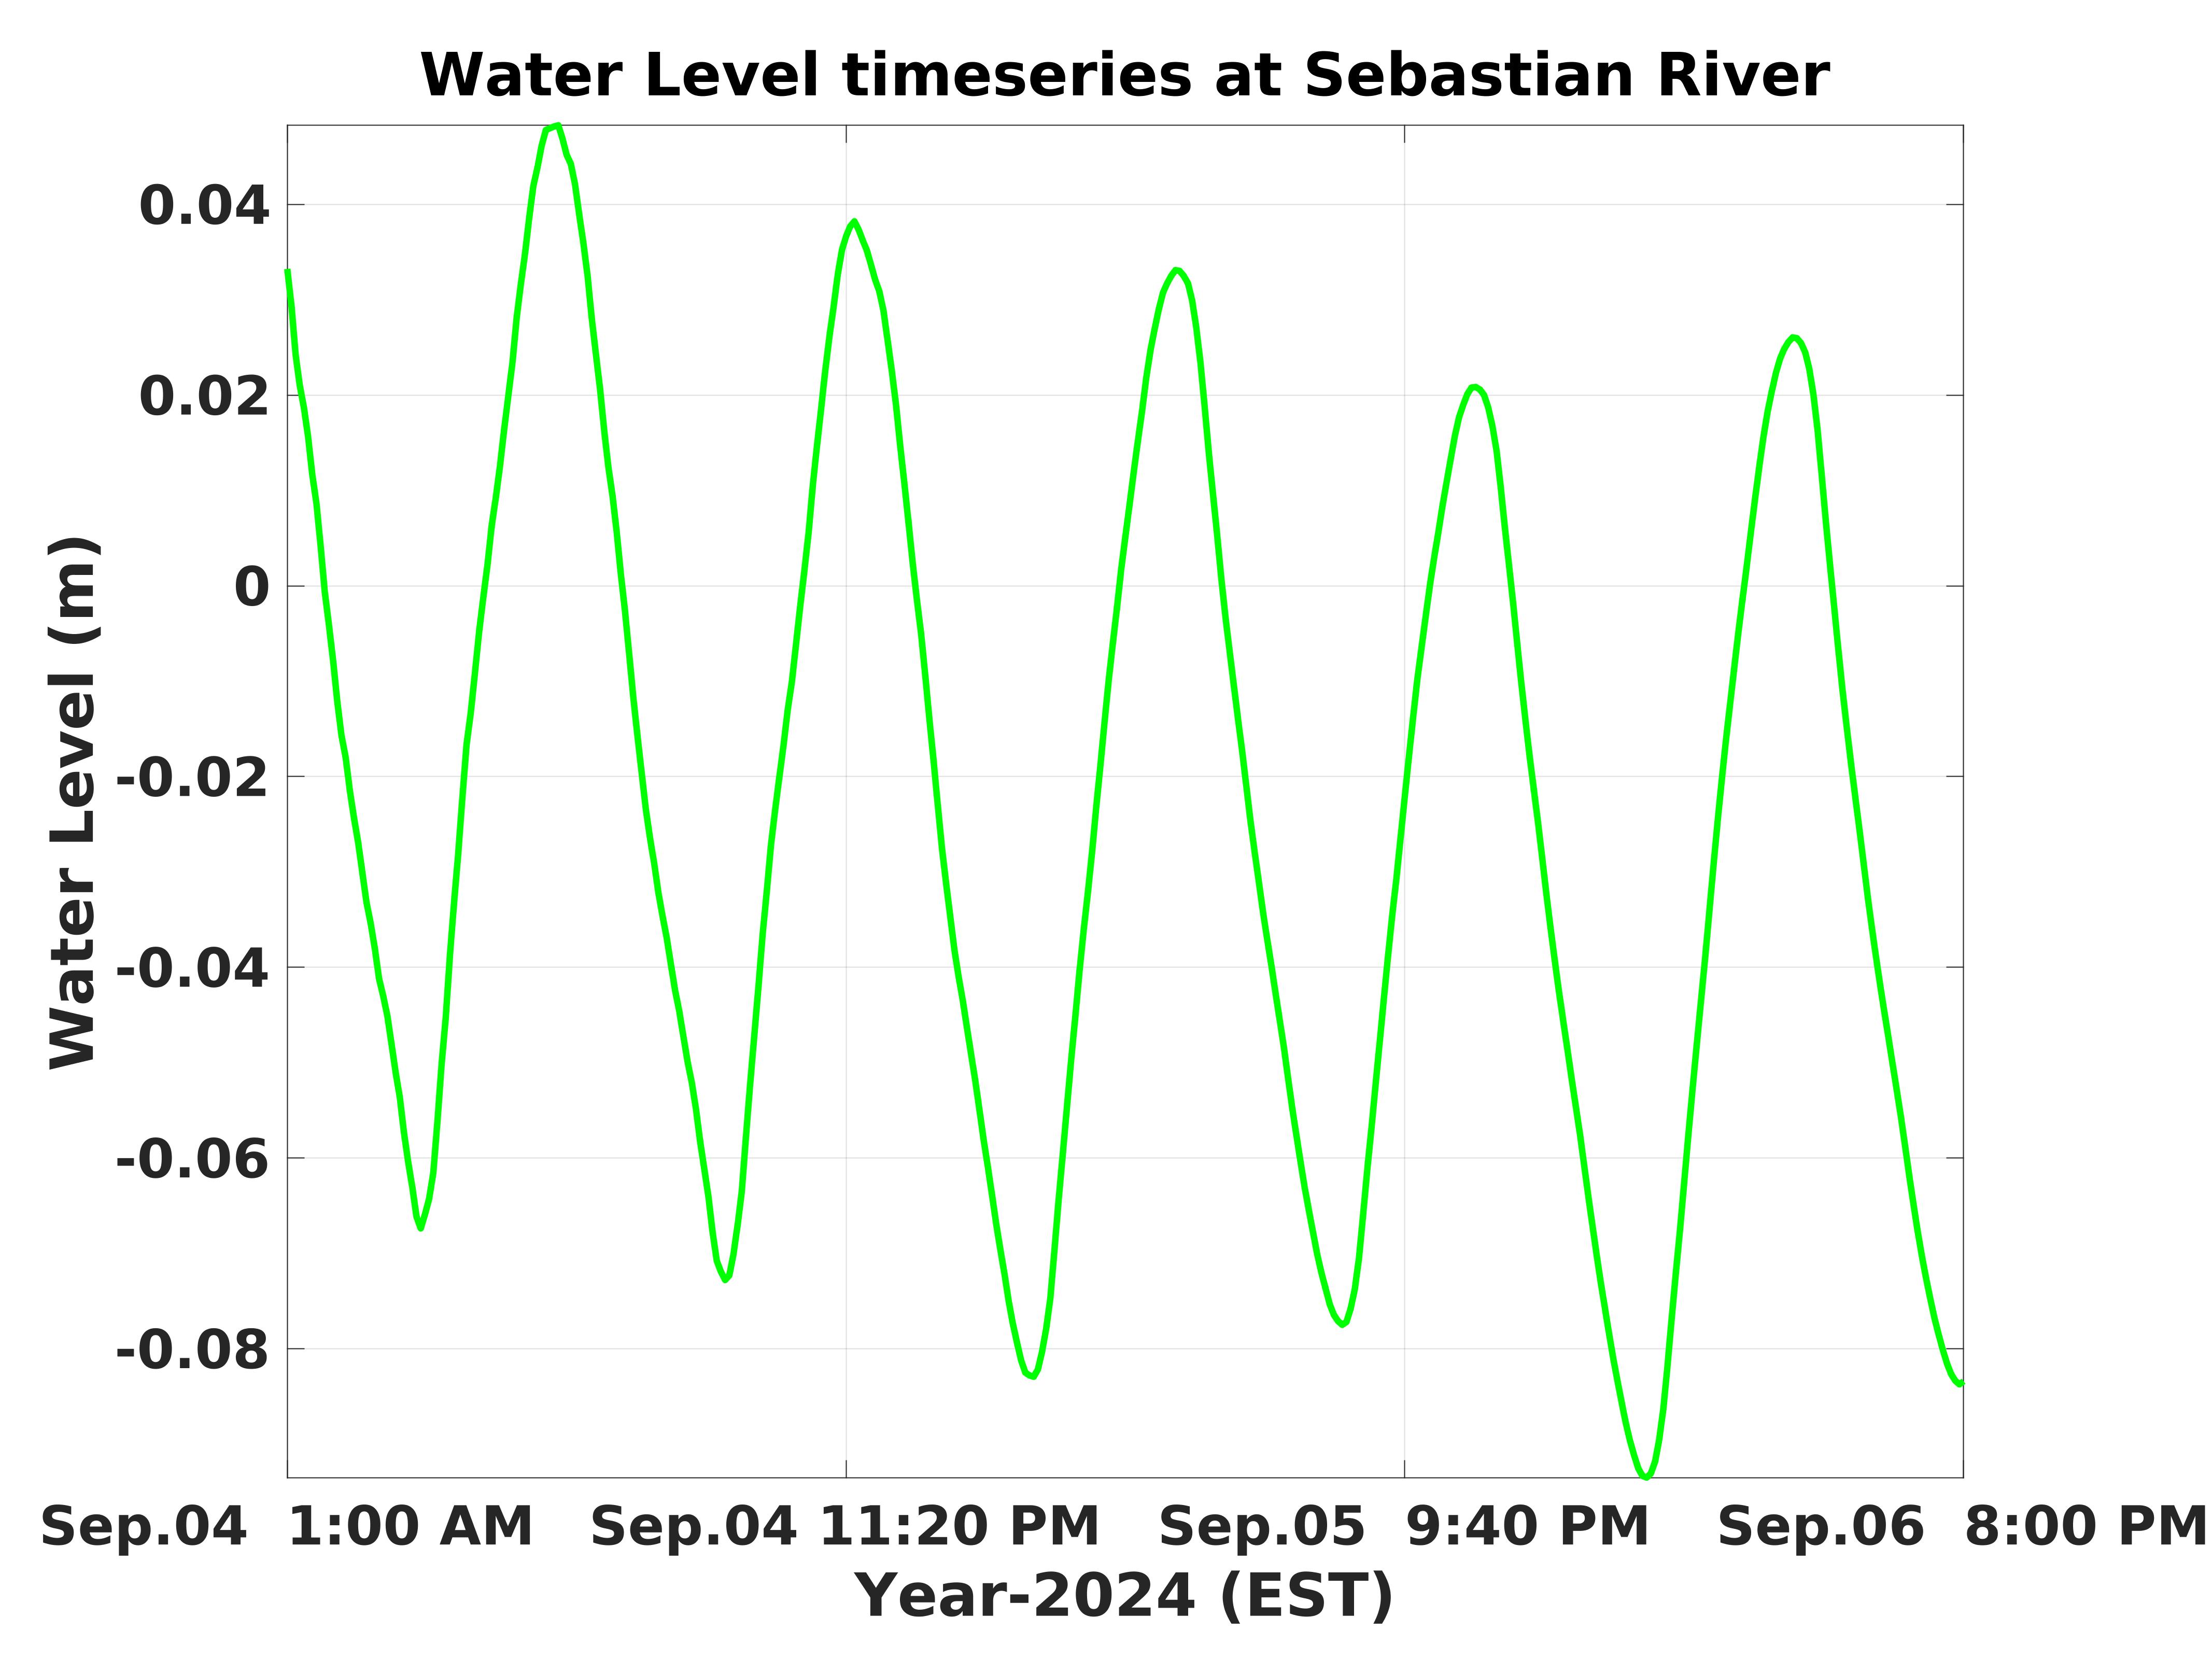 Water Level timeseries at Sebastian River
0.04
0.02
0
-0.02
-0.04
-0.06
-0.08
Water Level (m)
Sep.04 1:00 AM Sep.04 11:20 PM Sep.05 9:40 PM Sep.06 8:00 PM
Year-2024 (EST)